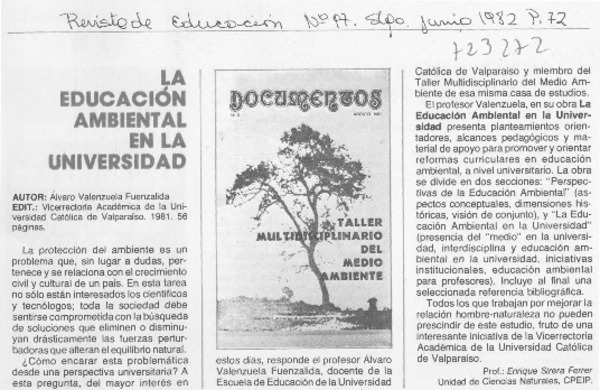 Revista de Educación Nº 97. Stgo. junio 1982 P. 72
723272
LA
EDUCACIÓN
AMBIENTAL
EN LA
UNIVERSIDAD
AUTOR: Álvaro Valenzuela Fuenzalida
EDIT.: Vicerrectoría Académica de la Uni-
versidad Católica de Valparaíso. 1981. 56
páginas.
La protección del ambiente es un
problema que, sin lugar a dudas, perte-
nece y se relaciona con el crecimiento
civil y cultural de un país. En esta tarea
no sólo están interesados los científicos
y tecnólogos; toda la sociedad debe
sentirse comprometida con la búsqueda
de soluciones que eliminen o disminu-
yan drásticamente las fuerzas pertur-
badoras que alteran el equilibrio natural.
¿Cómo encarar esta problemática
desde una perspectiva universitaria? A
esta pregunta, del mayor interés en
DOCUMENTOS
AGOSTO 1981
TALLER
MULTIDISCIPLINARIO
DEL
MEDIO
AMBIENTE
estos días, responde el profesor Álvaro
Valenzuela Fuenzalida, docente de la
Escuela de Educación de la Universidad
Católica de Valparaíso y miembro del
Taller Multidisciplinario del Medio Am-
biente de esa misma casa de estudios.
El profesor Valenzuela, en su obra La
Educación Ambiental en la Univer-
sidad presenta planteamientos orien-
tadores, alcances pedagógicos y ma-
terial de apoyo para promover y orientar
reformas curriculares en educación
ambiental, a nivel universitario. La obra
se divide en dos secciones: "Perspecti-
vas de la Educación Ambiental" (as-
pectos conceptuales, dimensiones his-
tóricas, visión de conjunto), y "La Edu-
cación Ambiental en la Universidad"
(presencia del "medio" en la universi-
dad, interdisciplina y educación am-
biental en la universidad, iniciativas
institucionales, educación ambiental
para profesores). Incluye al final una
seleccionada referencia bibliográfica.
Todos los que trabajan por mejorar la
relación hombre-naturaleza no pueden
prescindir de este estudio, fruto de una
interesante iniciativa de la Vicerrectoría
Académica de la Universidad Católica
de Valparaíso.
Prof.: Enrique Sirera Ferrer
Unidad de Ciencias Naturales, CPEIP.